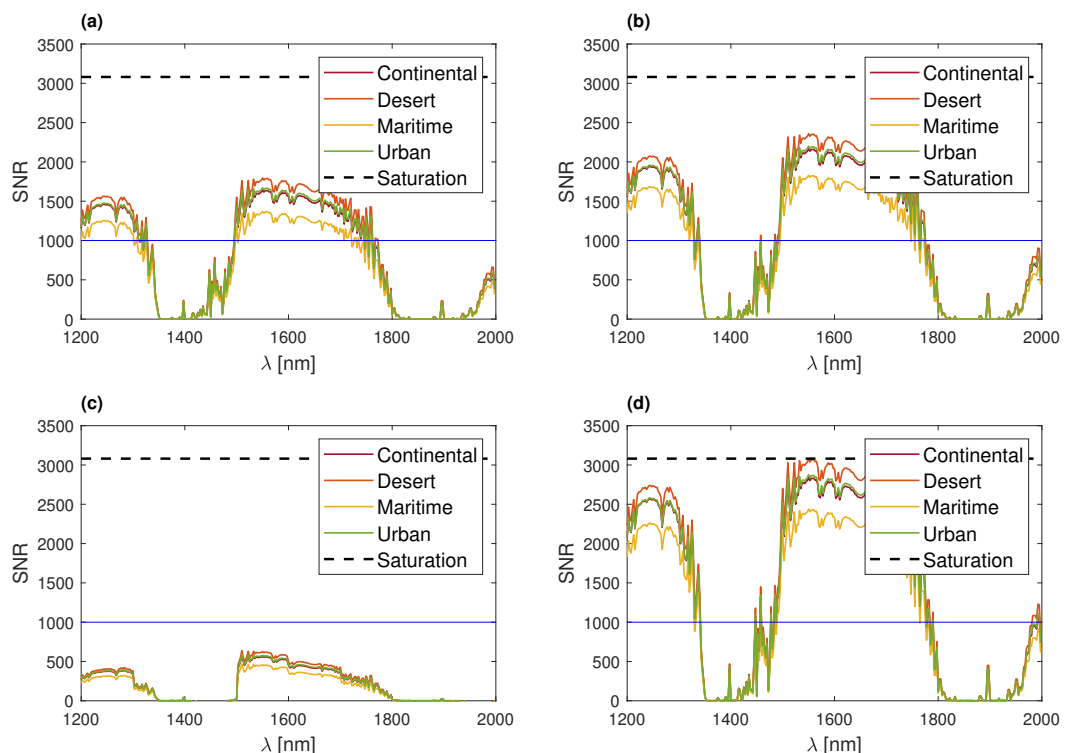 (a)
3500
3000
2500
2000
1500
1000
500
0
SNR
1200
1400
1600
1800
2000
λ [nm]
Continental
Desert
Maritime
Urban
Saturation
(b)
3500
3000
2500
2000
1500
1000
500
0
SNR
1200
1400
1600
1800
2000
λ [nm]
Continental
Desert
Maritime
Urban
Saturation
(c)
3500
3000
2500
2000
1500
1000
500
0
SNR
1200
1400
1600
1800
2000
λ [nm]
Continental
Desert
Maritime
Urban
Saturation
(d)
3500
3000
2500
2000
1500
1000
500
0
SNR
1200
1400
1600
1800
2000
λ [nm]
Continental
Desert
Maritime
Urban
Saturation